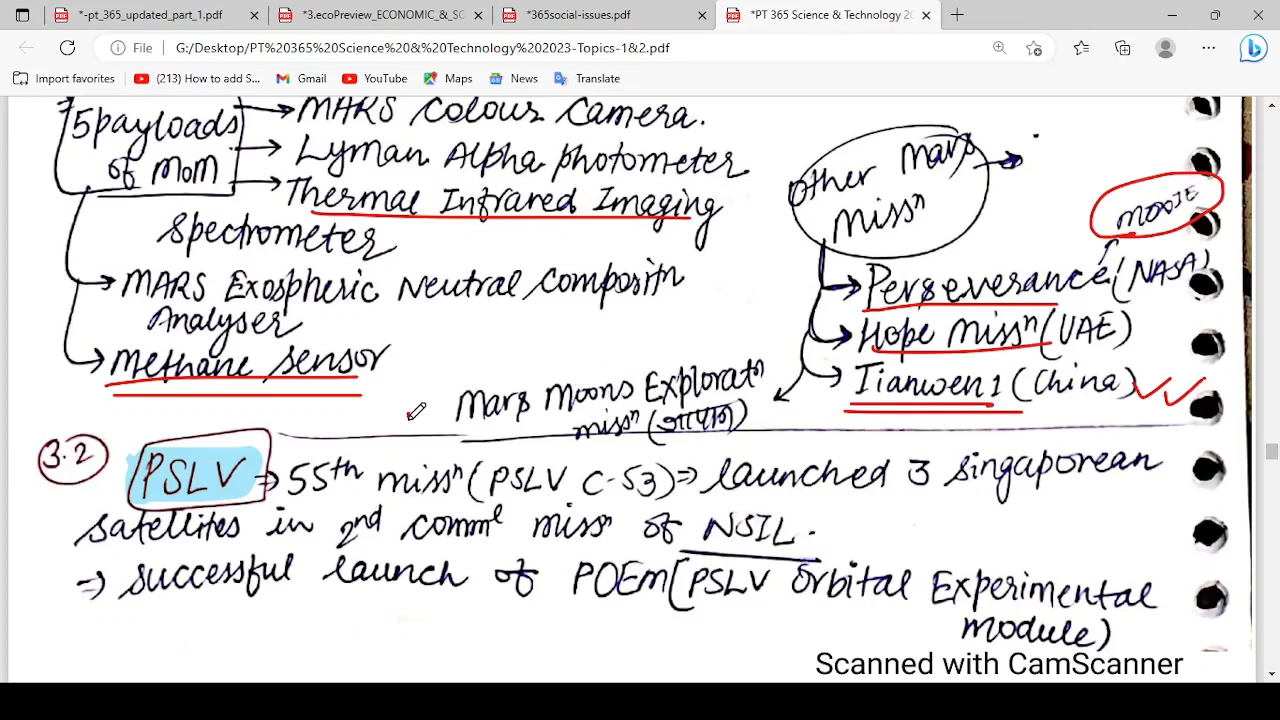 *-pt_365_updated_part_1.pdf
*3.ecoPreview_ECONOMIC_&_SO
*365social-issues.pdf
*PT 365 Science & Technology 20
File
G:/Desktop/PT%20365%20Science%20&%20Technology%202023-Topics-1&2.pdf
Import favorites
(213) How to add S...
Gmail
YouTube
Maps
News
Translate
5 payloads of MOM
MARS Colour Camera.
Lyman Alpha Photometer
Thermal Infrared Imaging
Spectrometer
MARS Exospheric Neutral Compositn
Analyser
Methane Sensor
Other Mars
Missn
MOXIE
Perseverance (NASA)
Hope Missn (UAE)
Tianwen 1 (China)
Mars Moons Exploratn
missn (जापान)
3.2 PSLV ⇒ 55th missn (PSLV C-53) ⇒ launched 3 singaporean
satellites in 2nd comml missn of NSIL.
⇒ successful launch of POEM [PSLV Orbital Experimental
Module)
Scanned with CamScanner